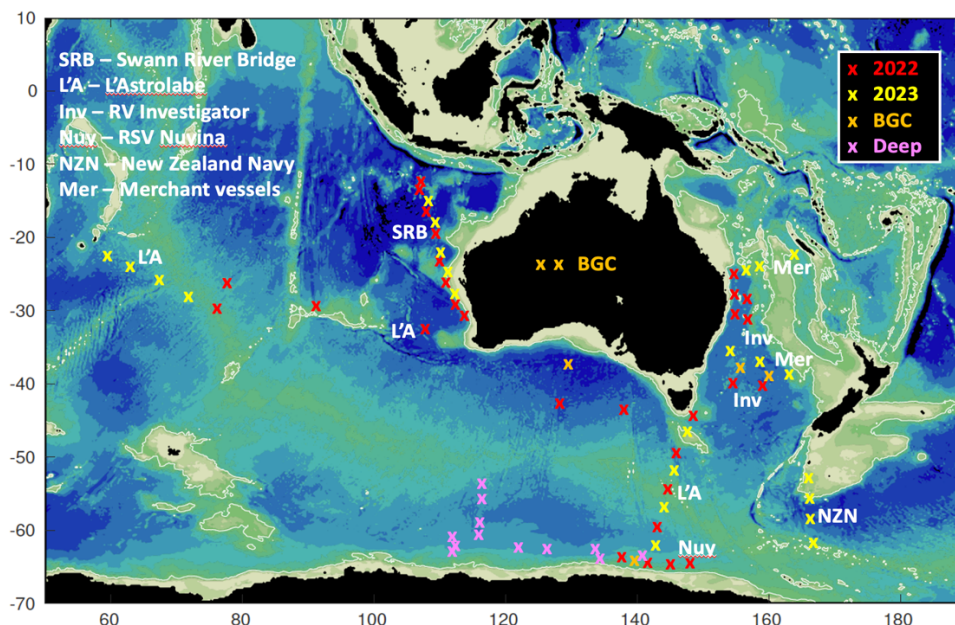 10
0
-10
-20
-30
-40
-50
-60
-70
60
80
100
120
140
160
180
SRB – Swann River Bridge
L'A – L'Astrolabe
Inv – RV Investigator
Nuy – RSV Nuyina
NZN – New Zealand Navy
Mer – Merchant vessels
x 2022
x 2023
x BGC
x Deep
SRB
L'A
BGC
Mer
L'A
Inv
Mer
Inv
L'A
NZN
Nuy